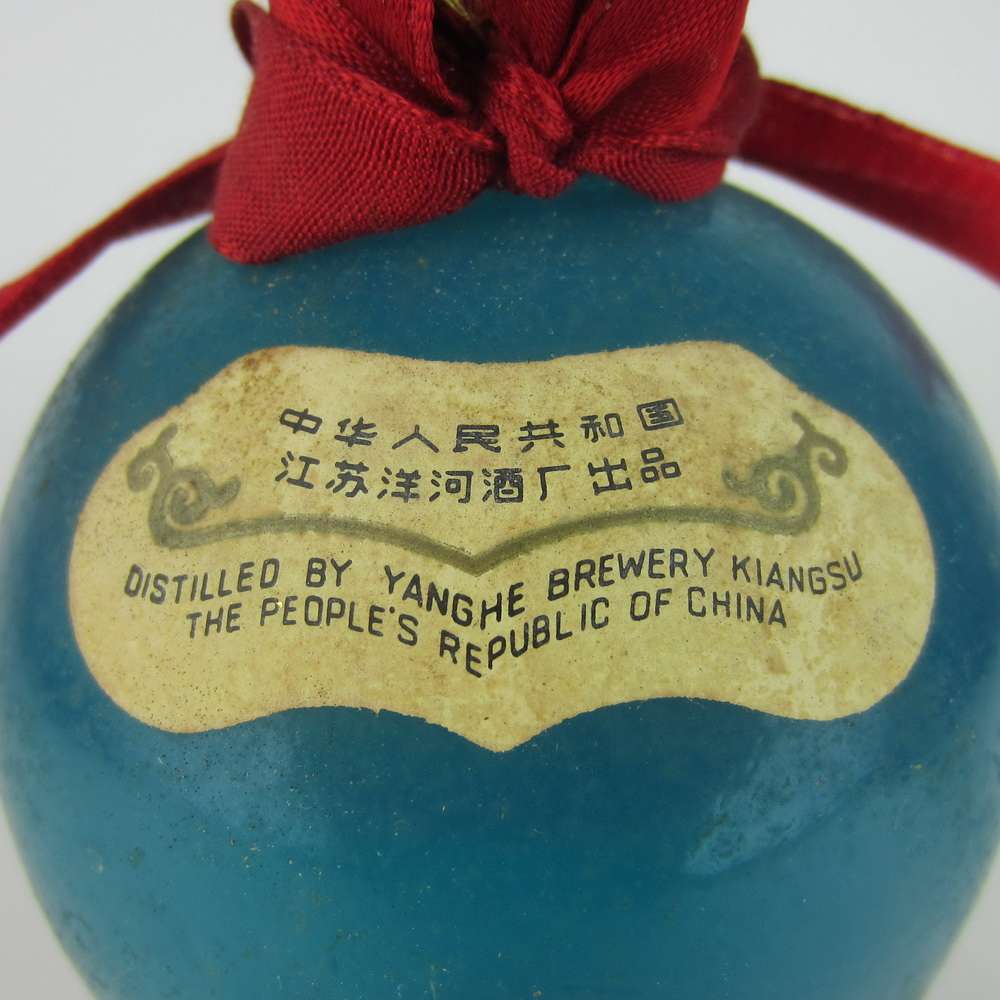 中华人民共和国
江苏洋河酒厂出品
DISTILLED BY YANGHE BREWERY KIANGSU
THE PEOPLE'S REPUBLIC OF CHINA